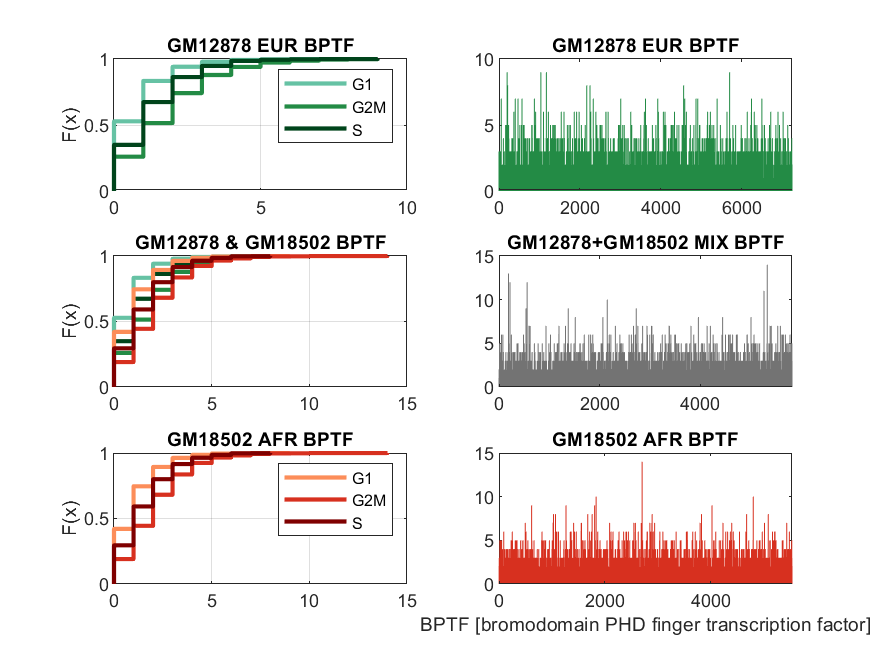 GM12878 EUR BPTF
F(x)
1
0.5
0
0
5
10
G1
G2M
S
GM12878 EUR BPTF
10
5
0
0
2000
4000
6000
GM12878 & GM18502 BPTF
F(x)
1
0.5
0
0
5
10
15
GM12878+GM18502 MIX BPTF
15
10
5
0
0
2000
4000
GM18502 AFR BPTF
F(x)
1
0.5
0
0
5
10
15
G1
G2M
S
GM18502 AFR BPTF
15
10
5
0
0
2000
4000
BPTF [bromodomain PHD finger transcription factor]